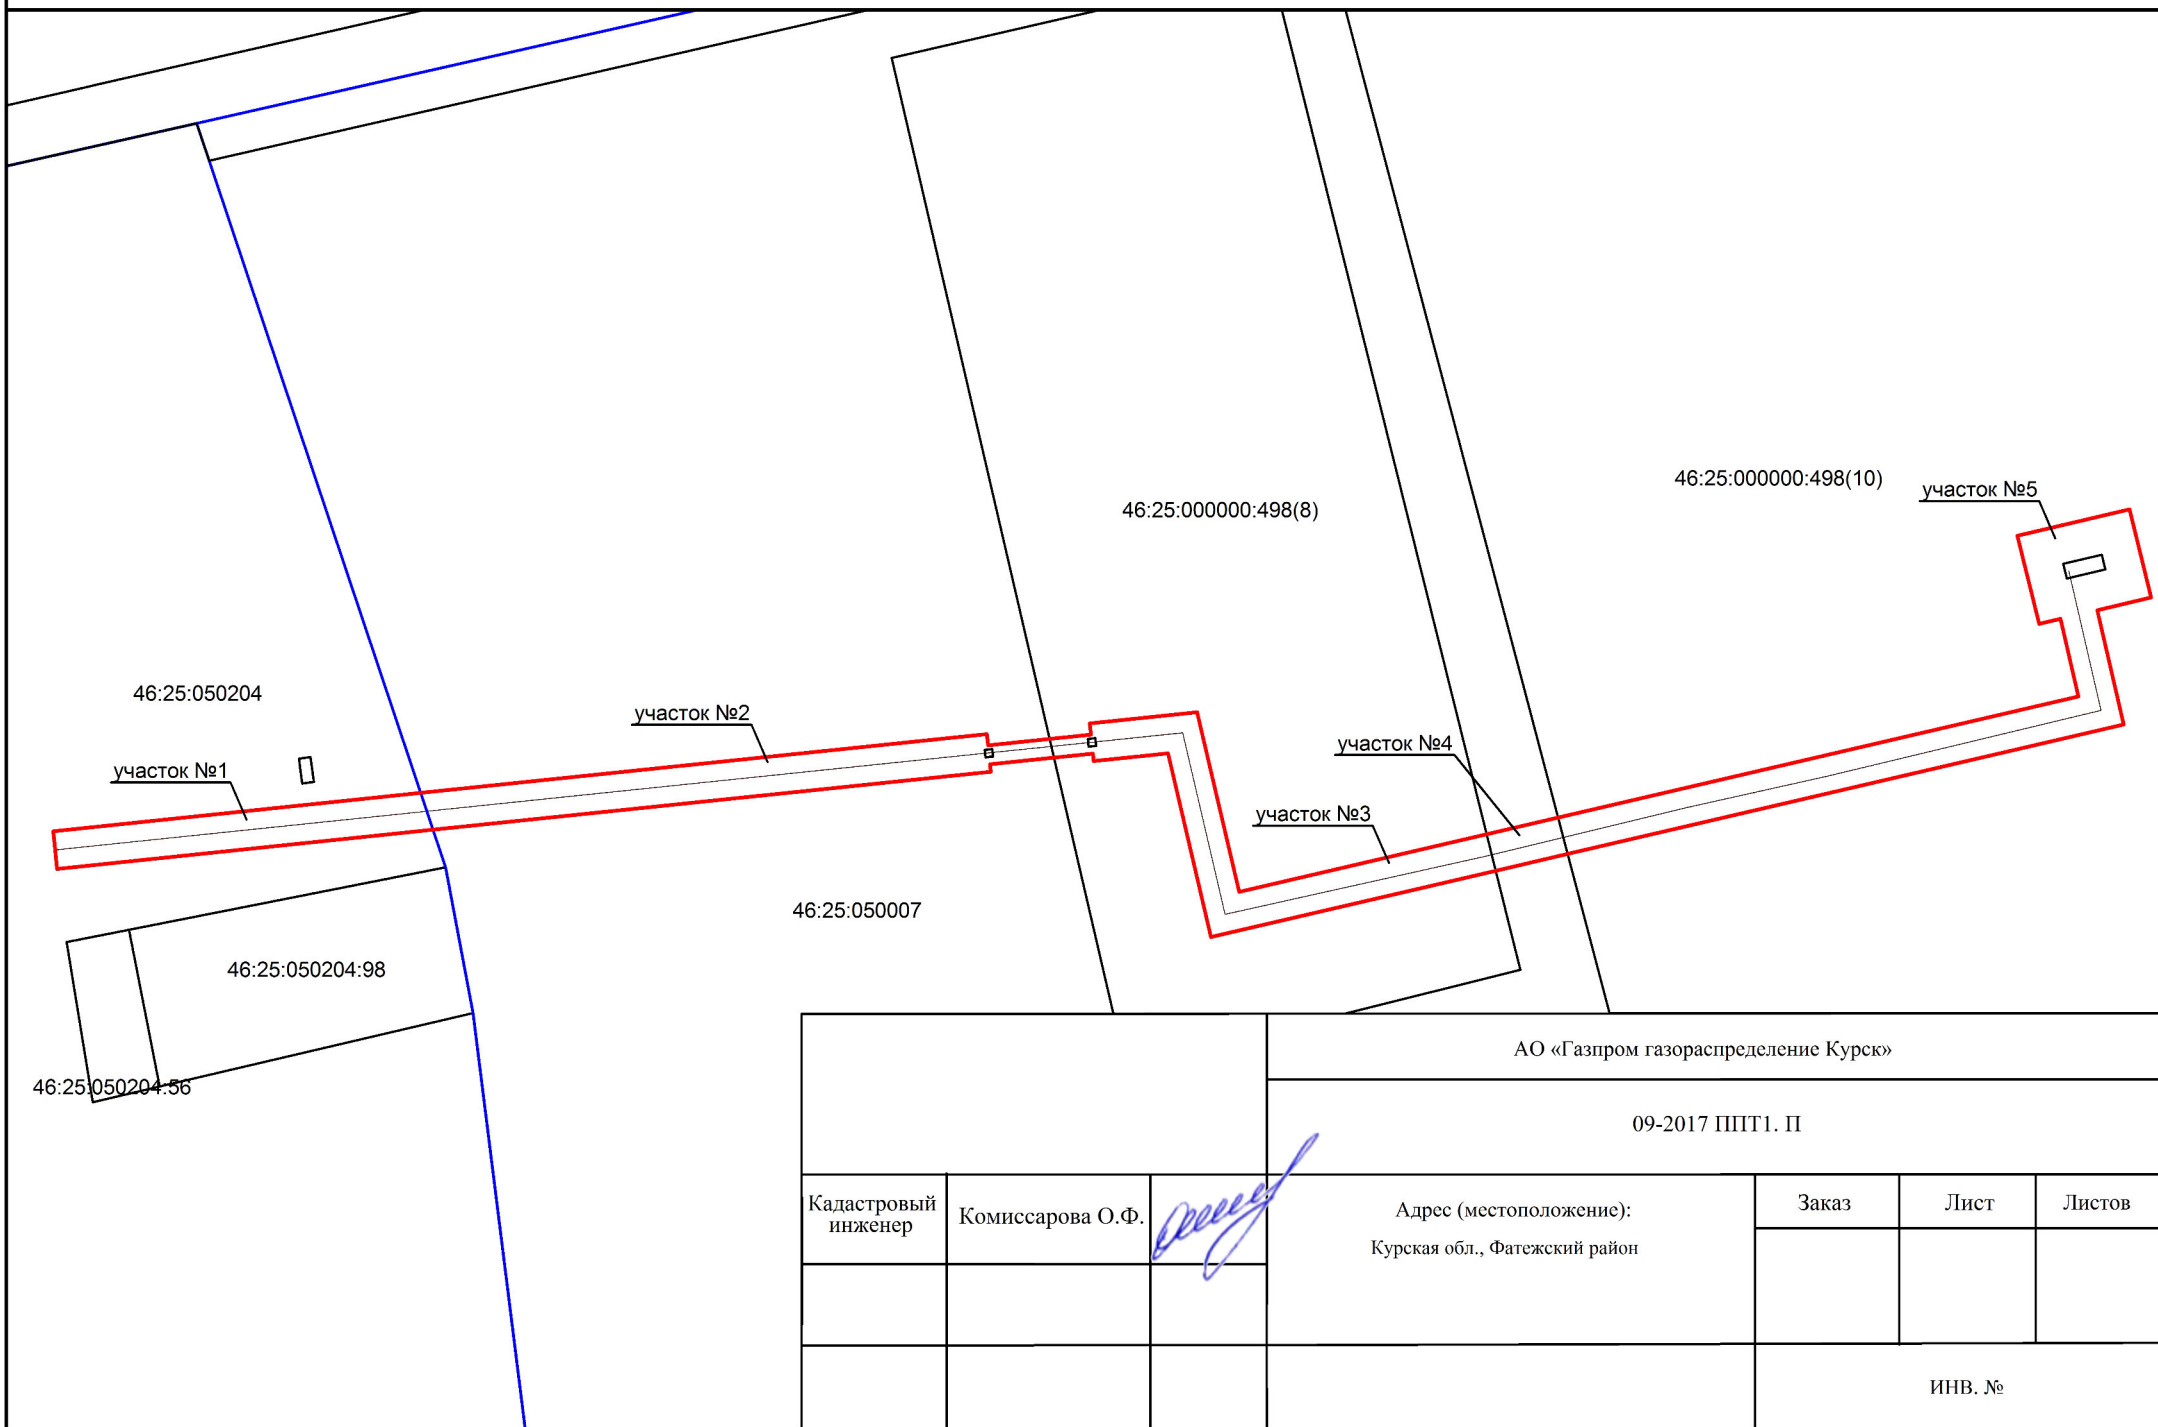 46:25:000000:498(10)
участок №5
46:25:000000:498(8)
46:25:050204
участок №2
участок №4
участок №1
участок №3
46:25:050007
46:25:050204:98
46:25:050204:56
АО «Газпром газораспределение Курск»
09-2017 ППТ1. П
Кадастровый
инженер
Комиссарова О.Ф.
Адрес (местоположение):
Курская обл., Фатежский район
Заказ
Лист
Листов
ИНВ. №